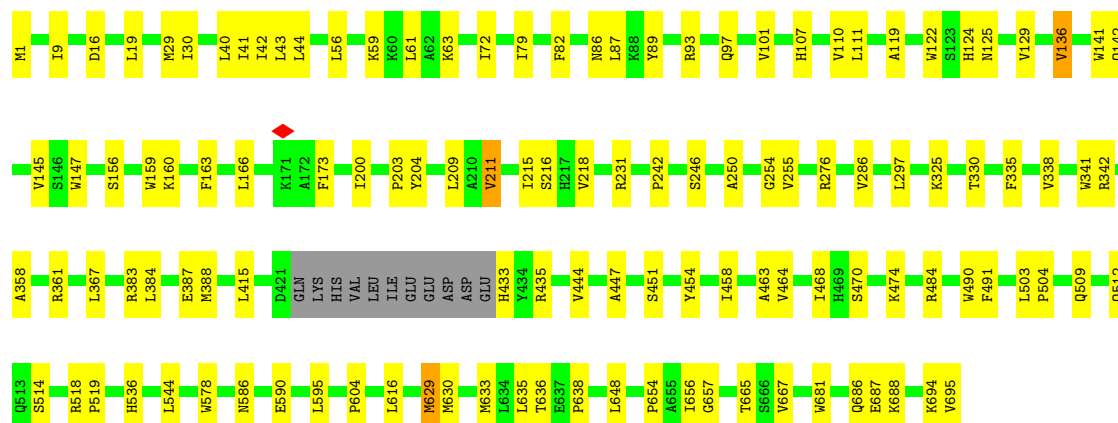 M1 I9 D16 L19 M29 I30 L40 I41 I42 L43 L44 L56 K59 K60 L61 A62 K63 I72 I79 F82 N86 L87 K88 Y89 R93 Q97 V101 H107 V110 L111 A119 W122 S123 H124 N125 V129 V136 W141 Q142
V145 S146 W147 S156 W159 K160 F163 L166 K171 A172 F173 I200 P203 Y204 L209 A210 V211 I215 S216 H217 V218 R231 P242 S246 A250 G254 V255 R276 V286 L297 K325 T330 F335 V338 W341 R342
A358 R361 L367 R383 L384 E387 M388 L415 D421 GLN LYS HIS VAL LEU ILE GLU GLU ASP ASP GLU H433 Y434 R435 V444 A447 S451 Y454 I458 A463 V464 I468 H469 S470 K474 R484 W490 F491 L503 P504 Q509
Q513 S514 R518 P519 H536 L544 W578 N586 E590 L595 P604 L616 M629 M630 M633 L634 L635 T636 E637 P638 L648 P654 A655 I656 G657 T665 S666 V667 W681 Q686 E687 K688 K694 V695